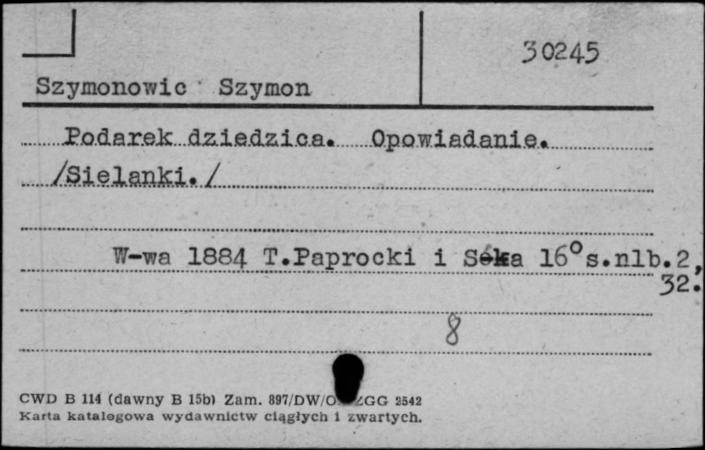 30245
Szymonowic Szymon
Podarek dziedzica. Opowiadanie.
/Sielanki./
W-wa 1884 T.Paprocki i Ska 16° s.nlb.2,
32.
8
CWD B 114 (dawny B 15b) Zam. 897/DW/O ZGG 2542
Karta katalogowa wydawnictw ciągłych i zwartych.